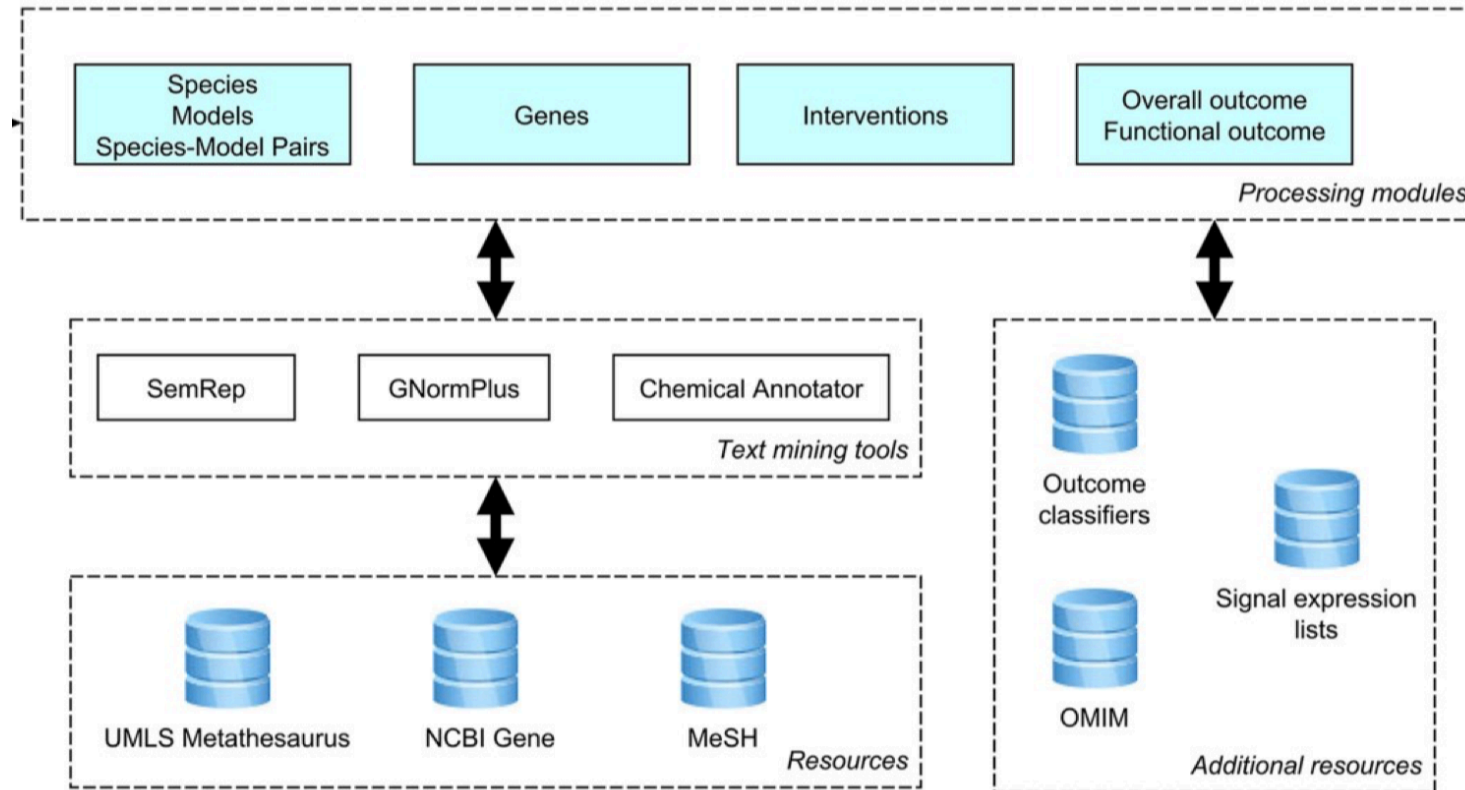 Species
Models
Species-Model Pairs
Genes
Interventions
Overall outcome
Functional outcome
Processing modules
SemRep
GNormPlus
Chemical Annotator
Text mining tools
Outcome
classifiers
Signal expression
lists
OMIM
Additional resources
UMLS Metathesaurus
NCBI Gene
MeSH
Resources